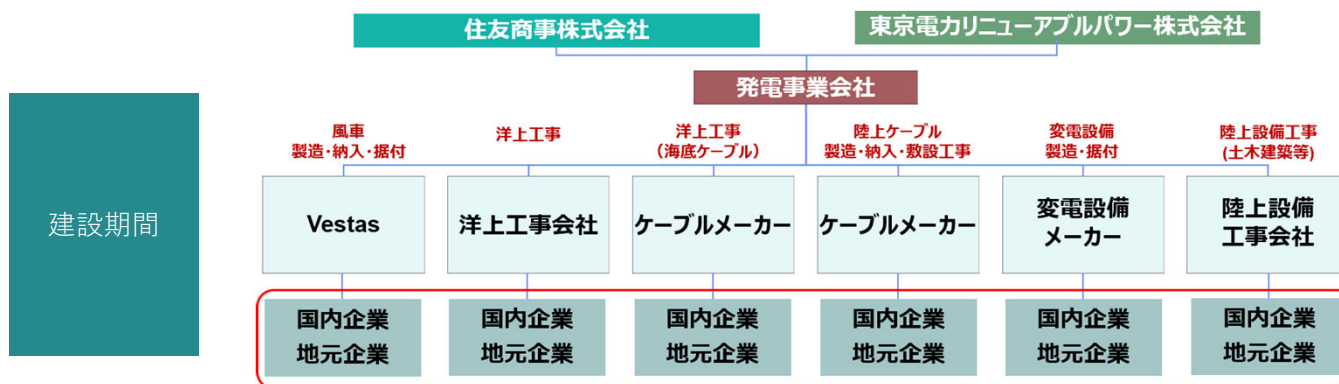 住友商事株式会社
東京電力リニューアブルパワー株式会社
発電事業会社
建設期間
風車
製造・納入・据付
洋上工事
洋上工事
（海底ケーブル）
陸上ケーブル
製造・納入・敷設工事
変電設備
製造・据付
陸上設備工事
(土木建築等)
Vestas
洋上工事会社
ケーブルメーカー
ケーブルメーカー
変電設備
メーカー
陸上設備
工事会社
国内企業
地元企業
国内企業
地元企業
国内企業
地元企業
国内企業
地元企業
国内企業
地元企業
国内企業
地元企業